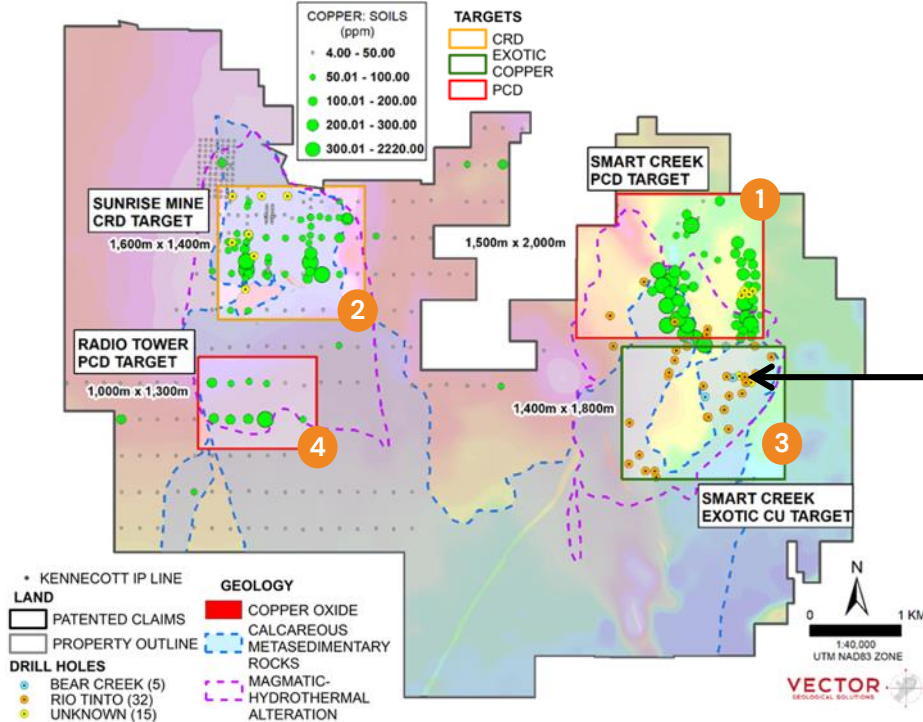 COPPER: SOILS
(ppm)
4.00 - 50.00
50.01 - 100.00
100.01 - 200.00
200.01 - 300.00
300.01 - 2220.00
TARGETS
CRD
EXOTIC
COPPER
PCD
SUNRISE MINE
CRD TARGET
1,600m x 1,400m
2
RADIO TOWER
PCD TARGET
1,000m x 1,300m
4
SMART CREEK
PCD TARGET
1
1,500m x 2,000m
1,400m x 1,800m
3
SMART CREEK
EXOTIC CU TARGET
KENNECOTT IP LINE
LAND
PATENTED CLAIMS
PROPERTY OUTLINE
DRILL HOLES
BEAR CREEK (5)
RIO TINTO (32)
UNKNOWN (15)
GEOLOGY
COPPER OXIDE
CALCAREOUS
METASEDIMENTARY
ROCKS
MAGMATIC-
HYDROTHERMAL
ALTERATION
N
0 1 KM
1:40,000
UTM NAD83 ZONE
VECTOR
GEOLOGICAL SOLUTIONS